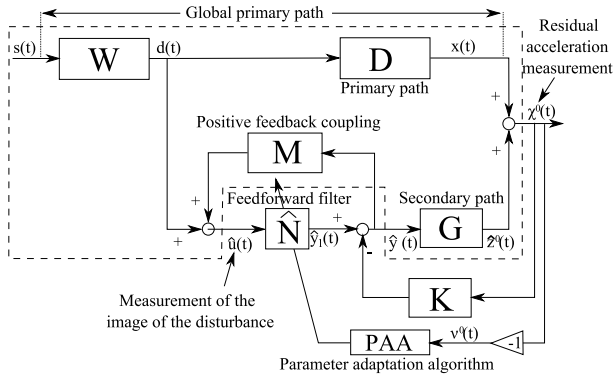 Global primary path
Residual
acceleration
measurement
s(t)
W
d(t)
D
x(t)
Primary path
+
χ⁰(t)
+
Positive feedback coupling
M
+
Feedforward filter
Secondary path
+
û(t)
N̂
ŷ₁(t)
+
-
ŷ (t)
G
ẑ⁰(t)
K
Measurement of the
image of the disturbance
PAA
ν⁰(t)
-1
Parameter adaptation algorithm